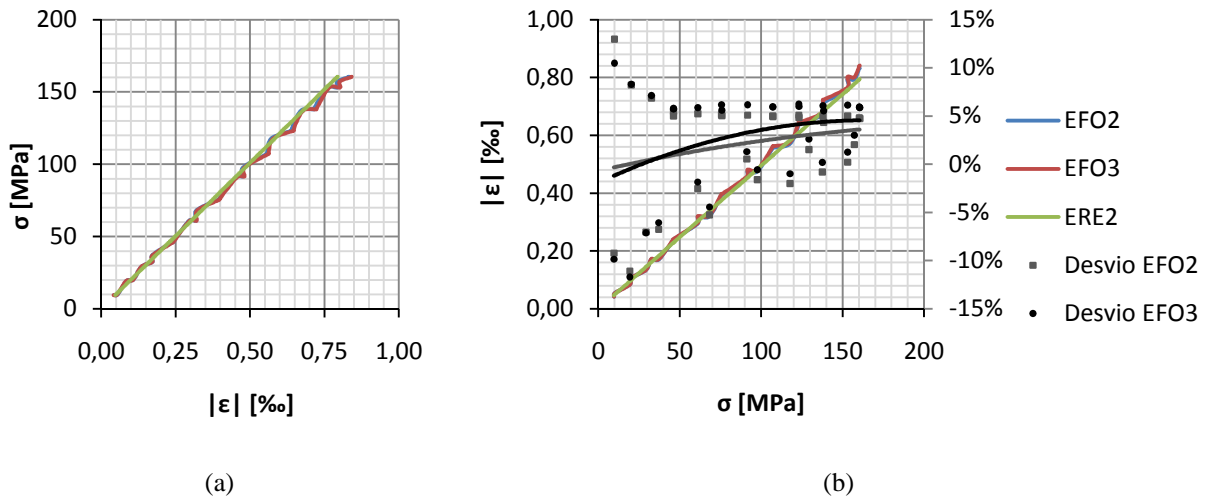 200
150
100
50
0
σ [MPa]
0,00 0,25 0,50 0,75 1,00
|ε| [‰]
(a)
1,00
0,80
0,60
0,40
0,20
0,00
|ε| [‰]
15%
10%
5%
0%
-5%
-10%
-15%
0 50 100 150 200
σ [MPa]
EFO2
EFO3
ERE2
Desvio EFO2
Desvio EFO3
(b)